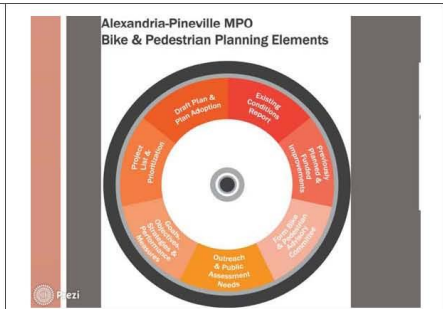 Alexandria-Pineville MPO
Bike & Pedestrian Planning Elements
Existing
Conditions
Report
Previously
Planned &
Funded
Improvements
Form Bike
& Pedestrian
Advisory
Committee
Outreach
& Public
Assessment
Needs
Goals,
Objectives,
Strategies &
Performance
Measures
Project
List &
Prioritization
Draft Plan &
Plan Adoption
Prezi